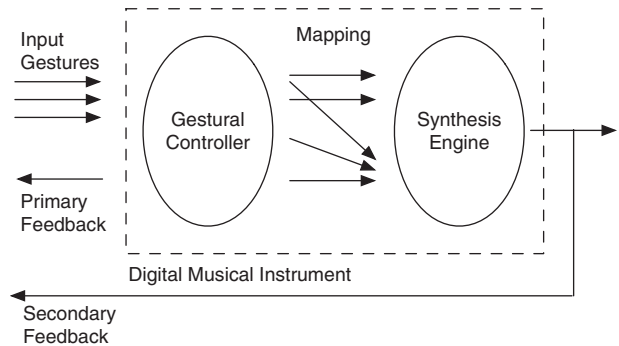 Input
Gestures
Mapping
Gestural
Controller
Synthesis
Engine
Primary
Feedback
Digital Musical Instrument
Secondary
Feedback